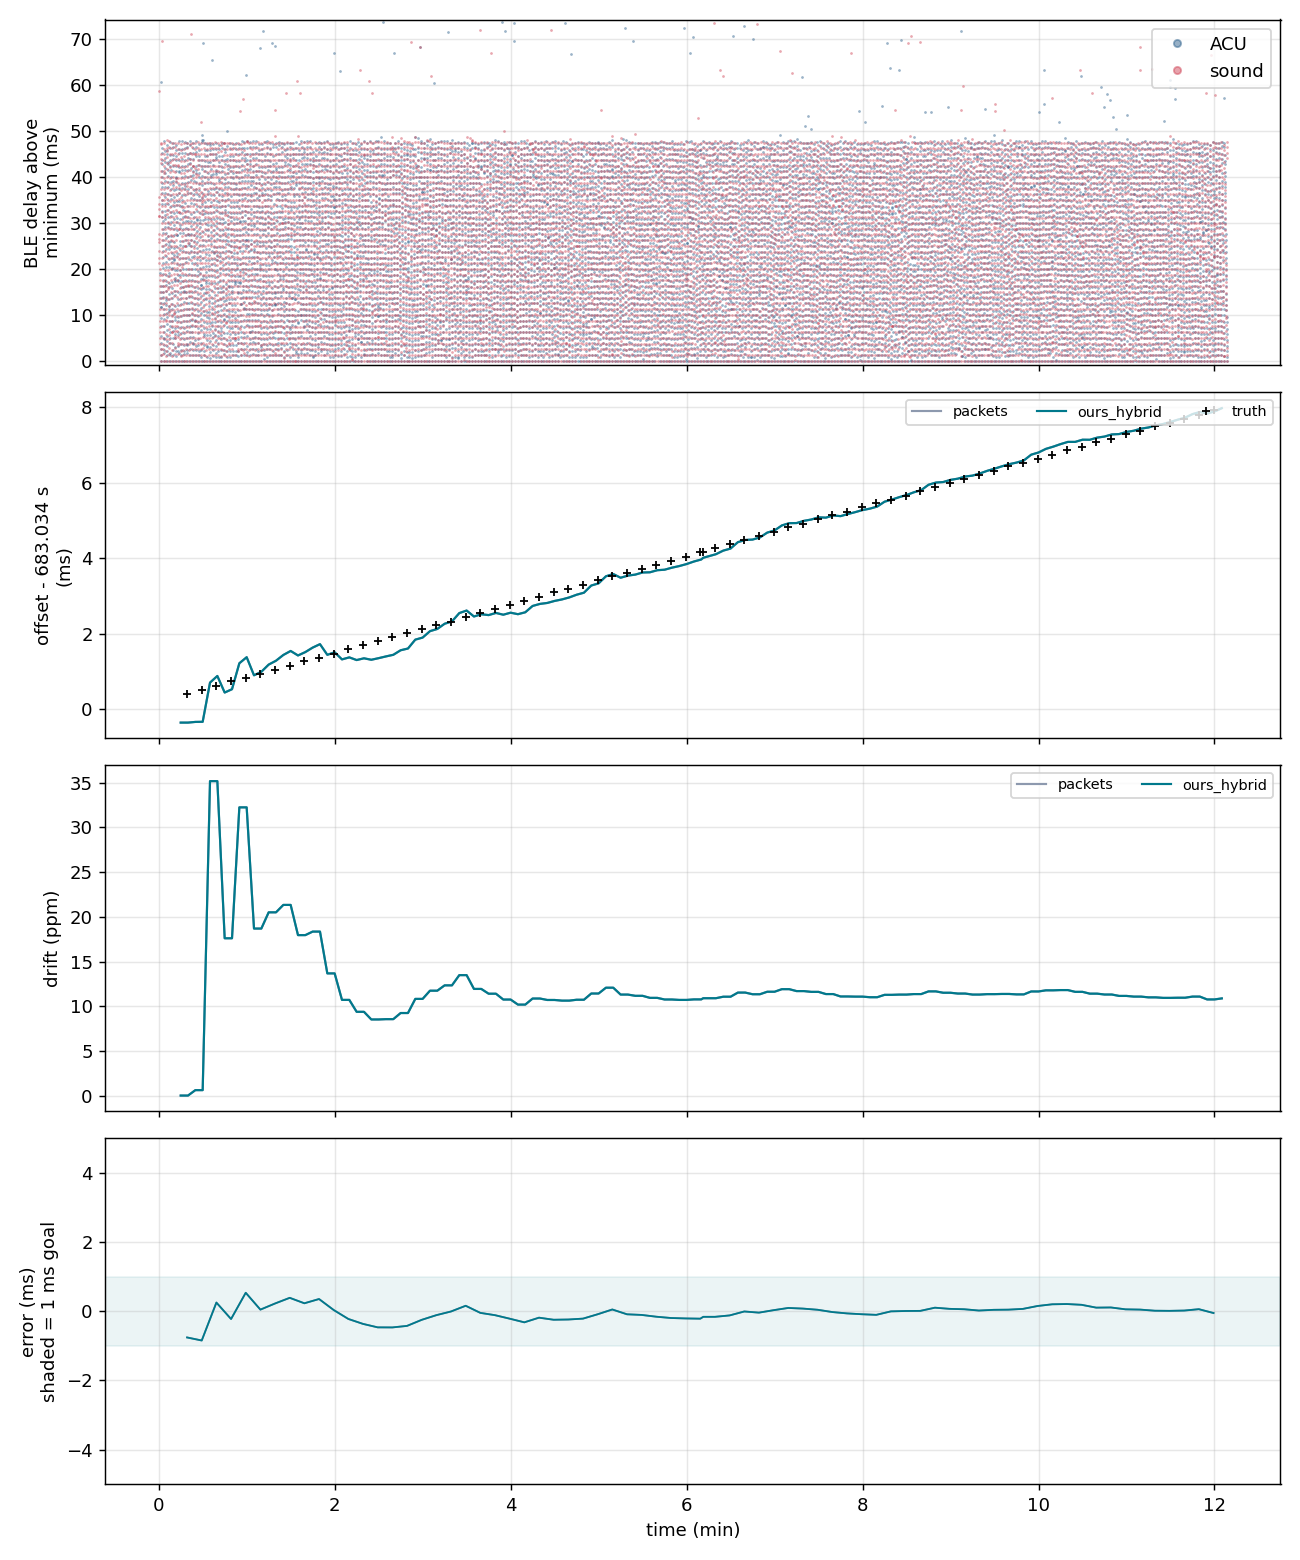 BLE delay above
minimum (ms)
70
60
50
40
30
20
10
0
ACU
sound
offset - 683.034 s
(ms)
8
6
4
2
0
packets
ours_hybrid
truth
drift (ppm)
35
30
25
20
15
10
5
0
packets
ours_hybrid
error (ms)
shaded = 1 ms goal
4
2
0
−2
−4
0 2 4 6 8 10 12
time (min)